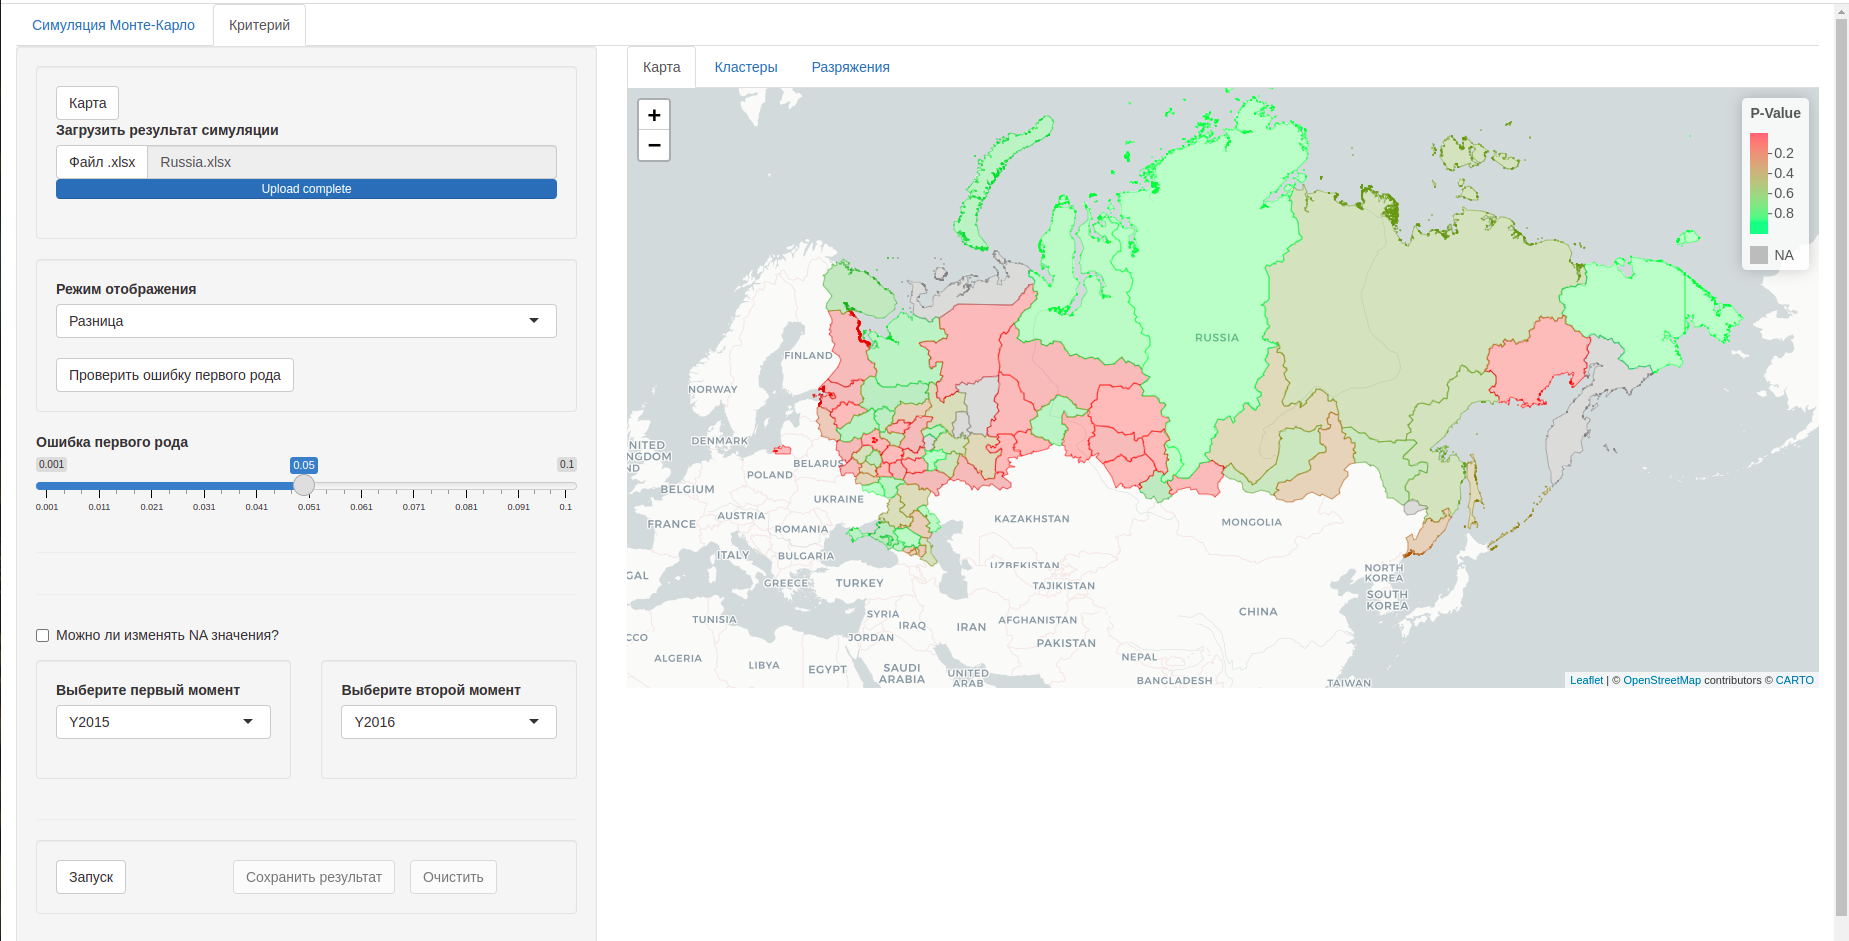 Симуляция Монте-Карло
Критерий
Карта
Загрузить результат симуляции
Файл .xlsx
Russia.xlsx
Upload complete
Режим отображения
Разница
Проверить ошибку первого рода
Ошибка первого рода
0.001
0.05
0.1
0.001 0.011 0.021 0.031 0.041 0.051 0.061 0.071 0.081 0.091 0.1
Можно ли изменять NA значения?
Выберите первый момент
Y2015
Выберите второй момент
Y2016
Запуск
Сохранить результат
Очистить
Карта
Кластеры
Разряжения
+
−
P-Value
0.2
0.4
0.6
0.8
NA
RUSSIA
FINLAND
NORWAY
DENMARK
NITED
NGDOM
ND
BELARUS
POLAND
BELGIUM
UKRAINE
AUSTRIA
FRANCE
ROMANIA
KAZAKHSTAN
MONGOLIA
ITALY
BULGARIA
UZBEKISTAN
GAL
GREECE
TURKEY
TAJIKISTAN
NORTH
KOREA
SOUTH
KOREA
SYRIA
TUNISIA
IRAQ
IRAN
AFGHANISTAN
CHINA
CCO
JORDAN
PAKISTAN
ALGERIA
LIBYA
EGYPT
SAUDI
ARABIA
UNITED
ARAB
NEPAL
BANGLADESH
TAIWAN
Leaflet | © OpenStreetMap contributors © CARTO